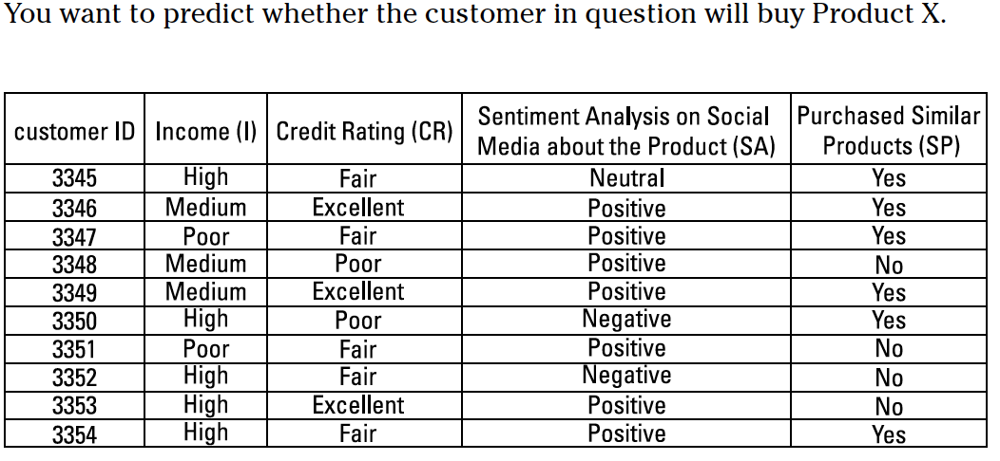 You want to predict whether the customer in question will buy Product X.
customer ID Income (I) Credit Rating (CR) Sentiment Analysis on Social Media about the Product (SA) Purchased Similar Products (SP)
3345 High Fair Neutral Yes
3346 Medium Excellent Positive Yes
3347 Poor Fair Positive Yes
3348 Medium Poor Positive No
3349 Medium Excellent Positive Yes
3350 High Poor Negative Yes
3351 Poor Fair Positive No
3352 High Fair Negative No
3353 High Excellent Positive No
3354 High Fair Positive Yes